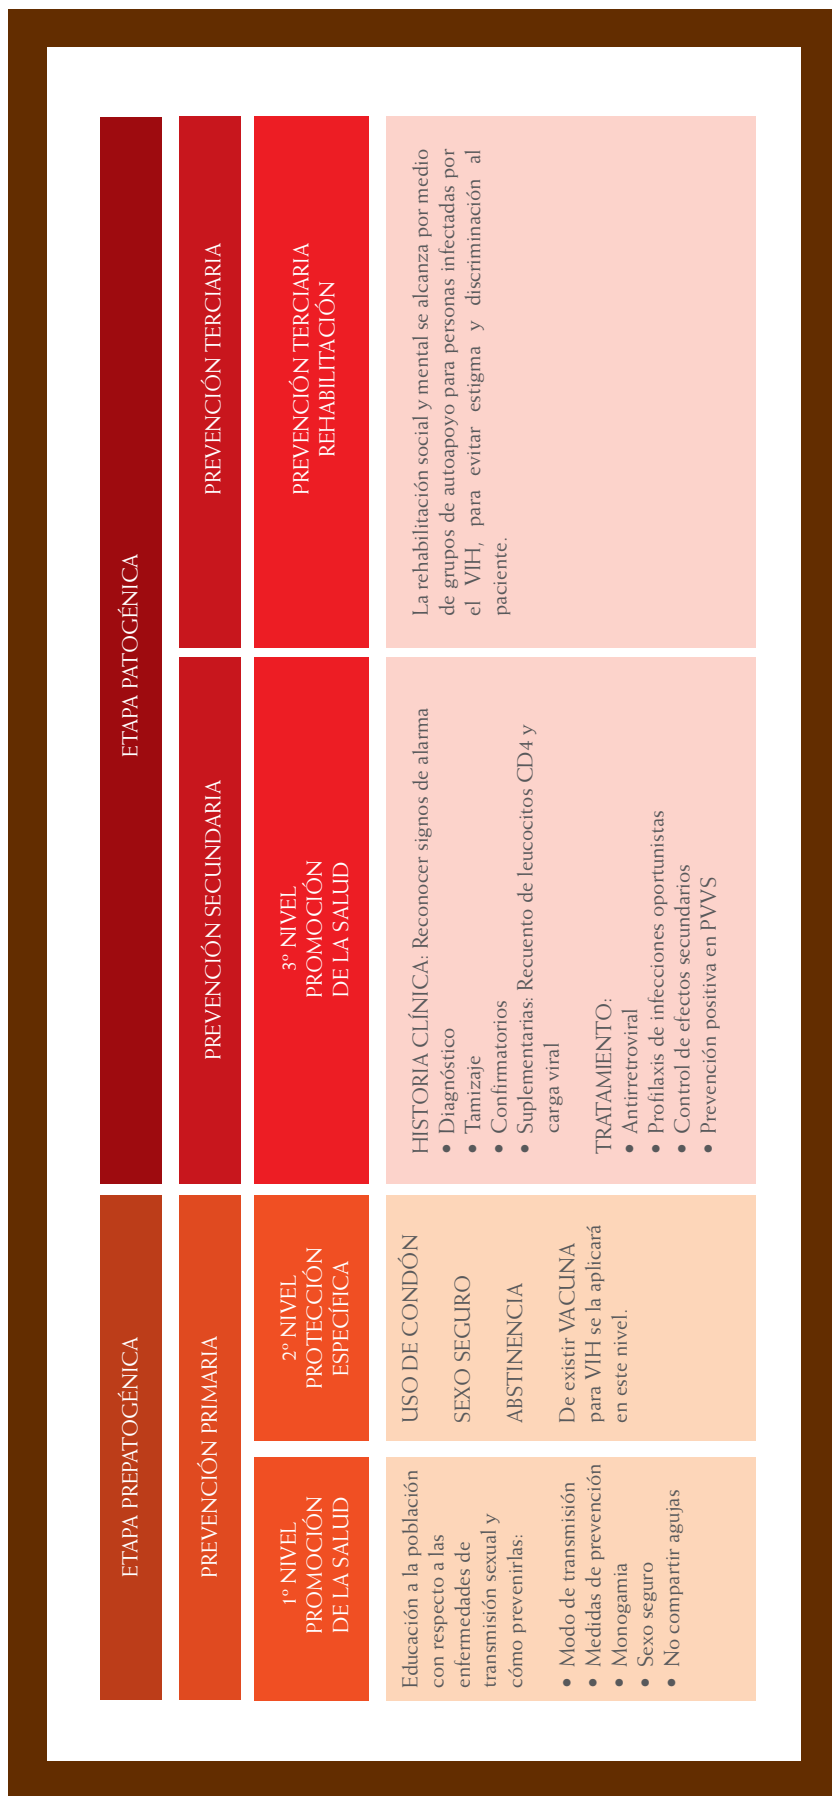 ETAPA PREPATOGÉNICA
ETAPA PATOGÉNICA
PREVENCIÓN PRIMARIA
PREVENCIÓN SECUNDARIA
PREVENCIÓN TERCIARIA
1º NIVEL
PROMOCIÓN
DE LA SALUD
2º NIVEL
PROTECCIÓN
ESPECÍFICA
3º NIVEL
PROMOCIÓN
DE LA SALUD
PREVENCIÓN TERCIARIA
REHABILITACIÓN
Educación a la población
con respecto a las
enfermedades de
transmisión sexual y
cómo prevenirlas:
• Modo de transmisión
• Medidas de prevención
• Monogamia
• Sexo seguro
• No compartir agujas
USO DE CONDÓN
SEXO SEGURO
ABSTINENCIA
De existir VACUNA
para VIH se la aplicará
en este nivel.
HISTORIA CLÍNICA: Reconocer signos de alarma
• Diagnóstico
• Tamizaje
• Confirmatorios
• Suplementarias: Recuento de leucocitos CD4 y
carga viral
TRATAMIENTO:
• Antirretroviral
• Profilaxis de infecciones oportunistas
• Control de efectos secundarios
• Prevención positiva en PVVS
La rehabilitación social y mental se alcanza por medio
de grupos de autoapoyo para personas infectadas por
el VIH, para evitar estigma y discriminación al
paciente.